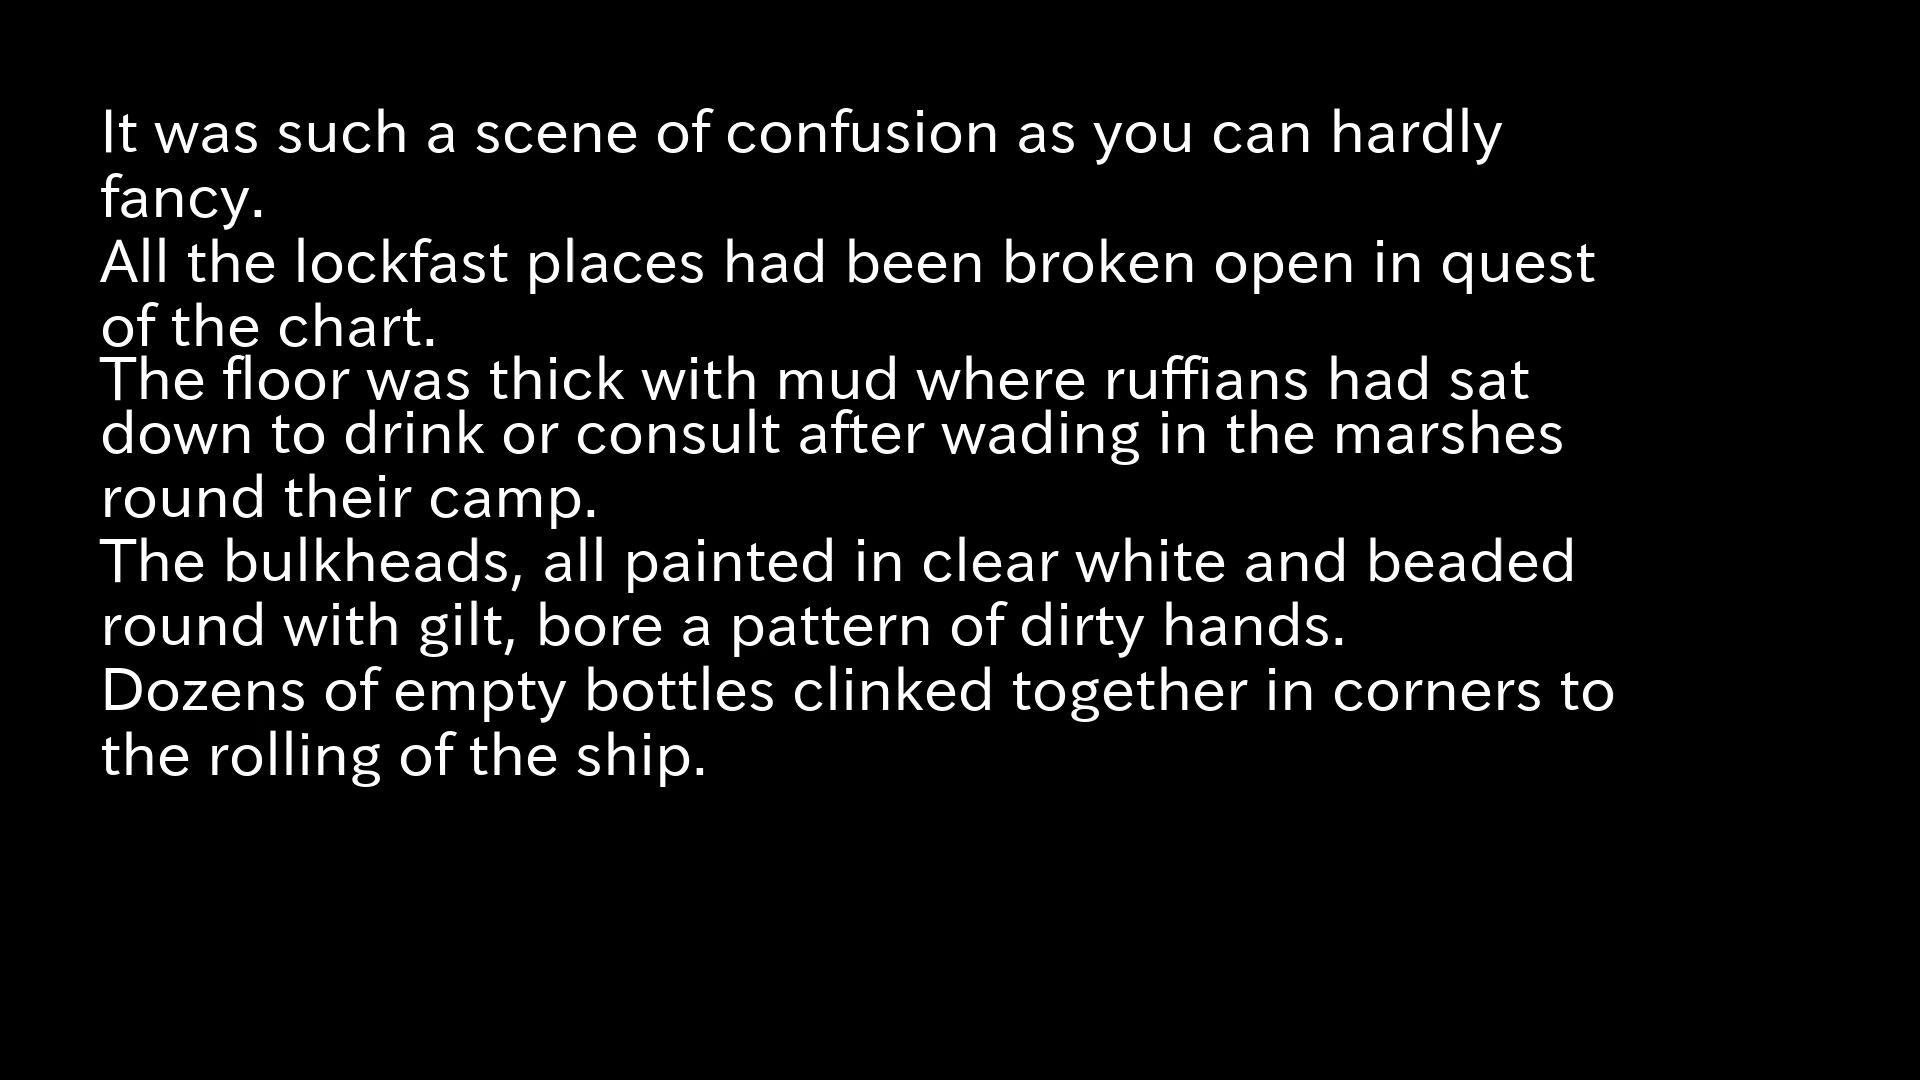 It was such a scene of confusion as you can hardly
fancy.
All the lockfast places had been broken open in quest
of the chart.
The floor was thick with mud where ruffians had sat
down to drink or consult after wading in the marshes
round their camp.
The bulkheads, all painted in clear white and beaded
round with gilt, bore a pattern of dirty hands.
Dozens of empty bottles clinked together in corners to
the rolling of the ship.